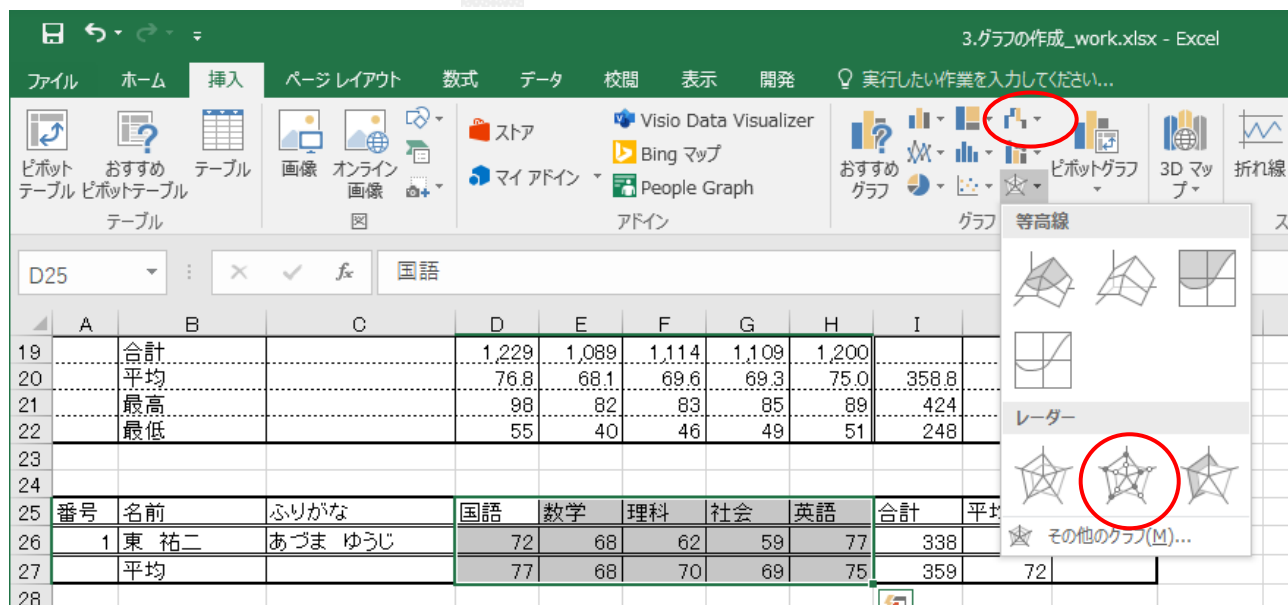 3.グラフの作成_work.xlsx - Excel
ファイル ホーム 挿入 ページ レイアウト 数式 データ 校閲 表示 開発 実行したい作業を入力してください...
ピボット
テーブル
おすすめ
ピボットテーブル
テーブル
テーブル
画像
オンライン
画像
図
ストア
マイ アドイン
Visio Data Visualizer
Bing マップ
People Graph
アドイン
おすすめ
グラフ
ピボットグラフ
グラフ
3D マッ
プ
折れ線
ス
D25 fx 国語
A B C D E F G H I
19 合計 1,229 1,089 1,114 1,109 1,200
20 平均 76.8 68.1 69.6 69.3 75.0 358.8
21 最高 98 82 83 85 89 424
22 最低 55 40 46 49 51 248
23
24
25 番号 名前 ふりがな 国語 数学 理科 社会 英語 合計 平均
26 1 東 祐二 あづま ゆうじ 72 68 62 59 77 338
27 平均 77 68 70 69 75 359 72
28
等高線
レーダー
その他のグラフ(M)...